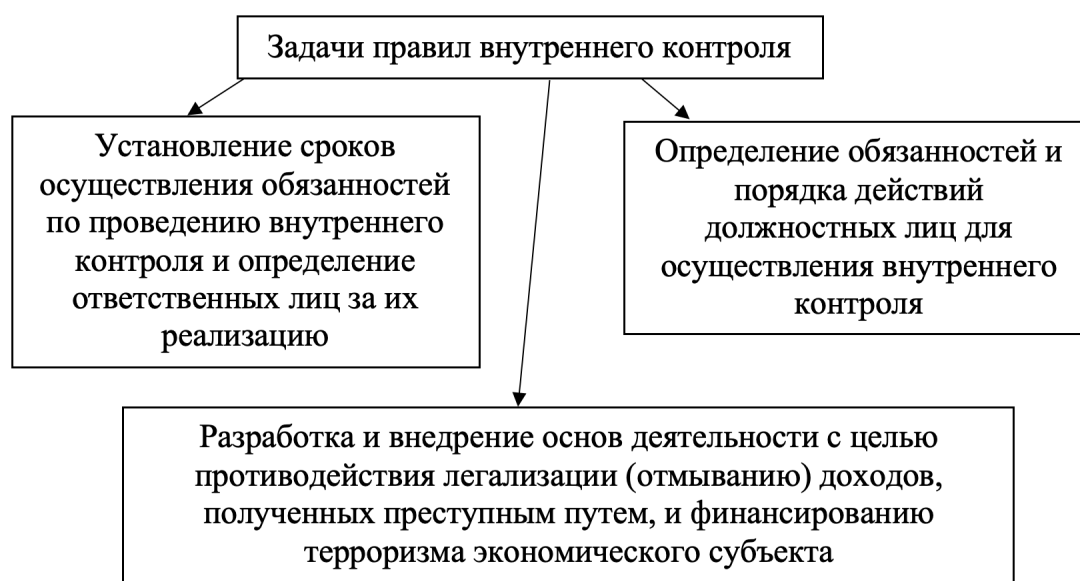 Задачи правил внутреннего контроля
Установление сроков
осуществления обязанностей
по проведению внутреннего
контроля и определение
ответственных лиц за их
реализацию
Определение обязанностей и
порядка действий
должностных лиц для
осуществления внутреннего
контроля
Разработка и внедрение основ деятельности с целью
противодействия легализации (отмыванию) доходов,
полученных преступным путем, и финансированию
терроризма экономического субъекта